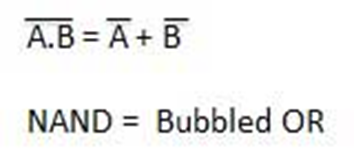 A̅.̅B̅ = A̅ + B̅
NAND = Bubbled OR